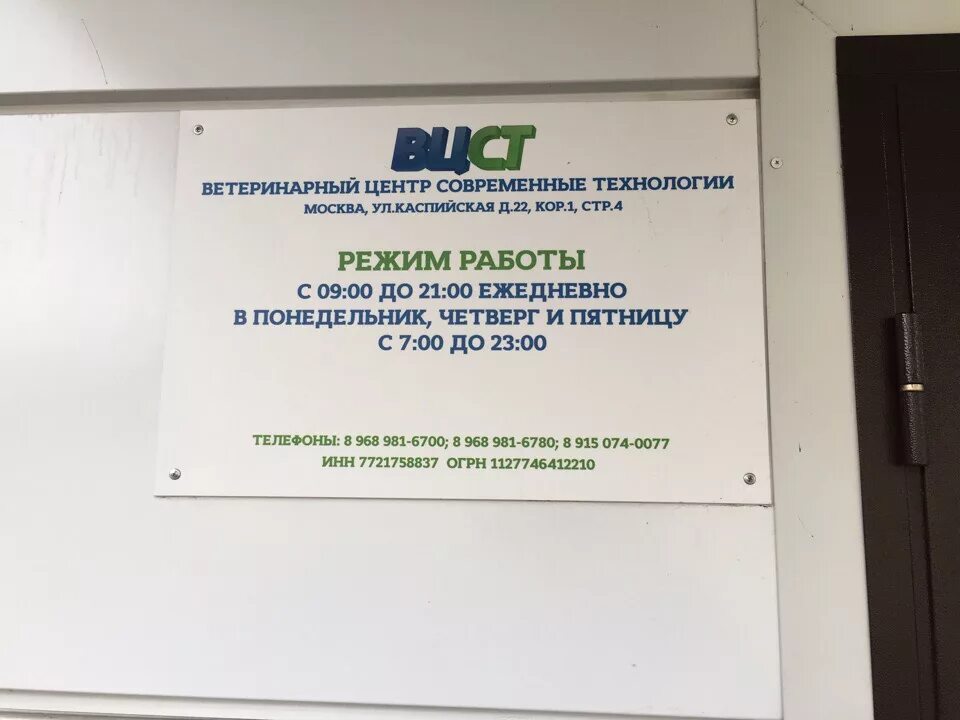 ВЦСТ
ВЕТЕРИНАРНЫЙ ЦЕНТР СОВРЕМЕННЫЕ ТЕХНОЛОГИИ
МОСКВА, УЛ.КАСПИЙСКАЯ Д.22, КОР.1, СТР.4
РЕЖИМ РАБОТЫ
С 09:00 ДО 21:00 ЕЖЕДНЕВНО
В ПОНЕДЕЛЬНИК, ЧЕТВЕРГ И ПЯТНИЦУ
С 7:00 ДО 23:00
ТЕЛЕФОНЫ: 8 968 981-6700; 8 968 981-6780; 8 915 074-0077
ИНН 7721758837 ОГРН 1127746412210